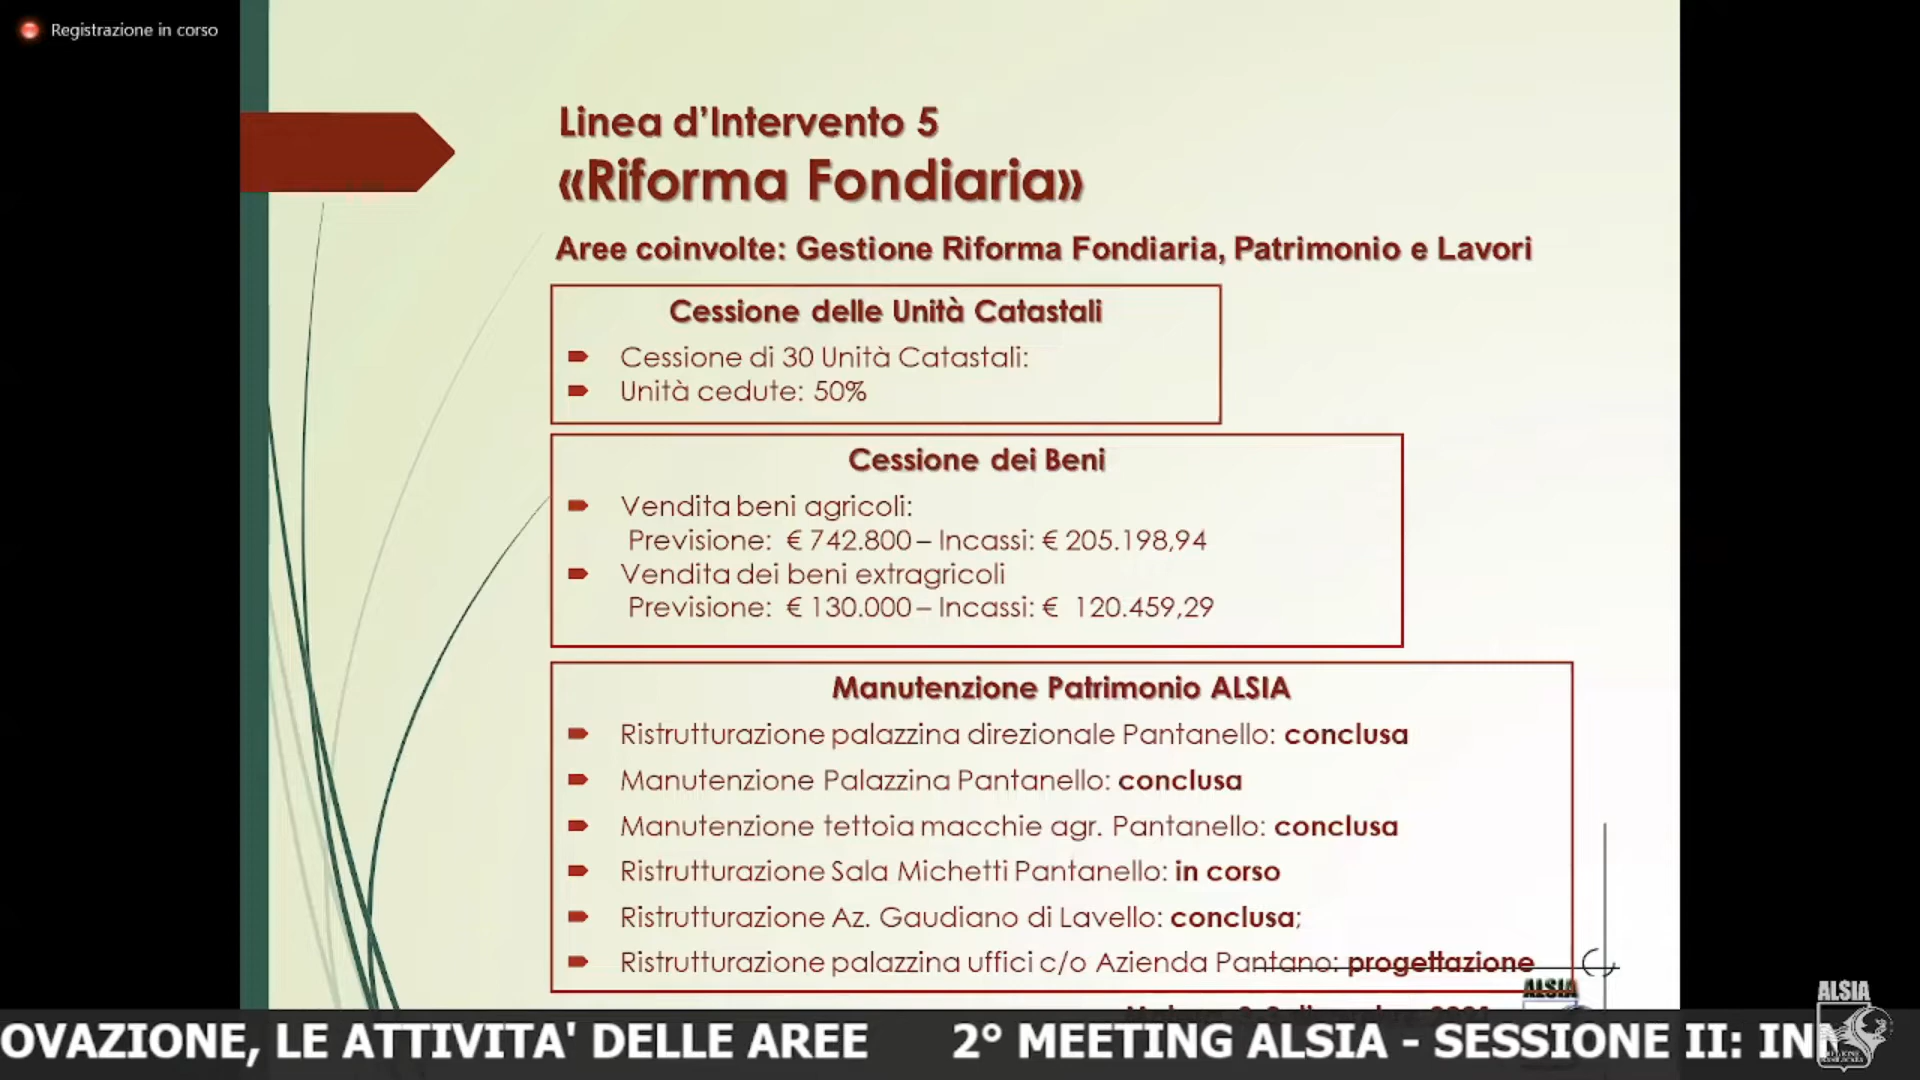 Registrazione in corso
Linea d'Intervento 5
«Riforma Fondiaria»
Aree coinvolte: Gestione Riforma Fondiaria, Patrimonio e Lavori
Cessione delle Unità Catastali
Cessione di 30 Unità Catastali:
Unità cedute: 50%
Cessione dei Beni
Vendita beni agricoli:
Previsione: € 742.800 – Incassi: € 205.198,94
Vendita dei beni extragricoli
Previsione: € 130.000 – Incassi: € 120.459,29
Manutenzione Patrimonio ALSIA
Ristrutturazione palazzina direzionale Pantanello: conclusa
Manutenzione Palazzina Pantanello: conclusa
Manutenzione tettoia macchie agr. Pantanello: conclusa
Ristrutturazione Sala Michetti Pantanello: in corso
Ristrutturazione Az. Gaudiano di Lavello: conclusa;
Ristrutturazione palazzina uffici c/o Azienda Pantano: progettazione
ALSIA
ALSIA
OVAZIONE, LE ATTIVITA' DELLE AREE 2° MEETING ALSIA - SESSIONE II: INN